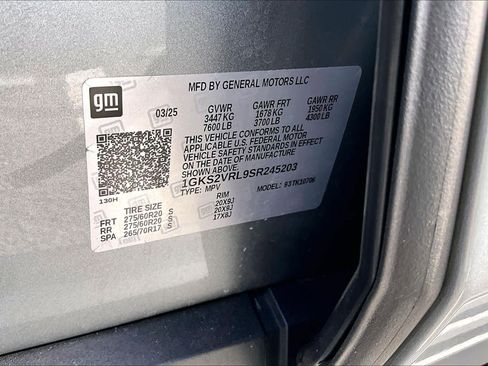 gm
MFD BY GENERAL MOTORS LLC
03/25 GVWR GAWR FRT GAWR RR
3447 KG 1678 KG 1950 KG
7600 LB 3700 LB 4300 LB
THIS VEHICLE CONFORMS TO ALL
APPLICABLE U.S. FEDERAL MOTOR
VEHICLE SAFETY STANDARDS IN EFFECT
ON THE DATE OF MANUFACTURE
SHOWN ABOVE.
1GKS2VRL9SR245203
TYPE: MPV MODEL: 93TK10706
130H
TIRE SIZE RIM
FRT 275/60R20 S 20X9J
RR 275/60R20 S 20X9J
SPA 265/70R17 S 17X8J